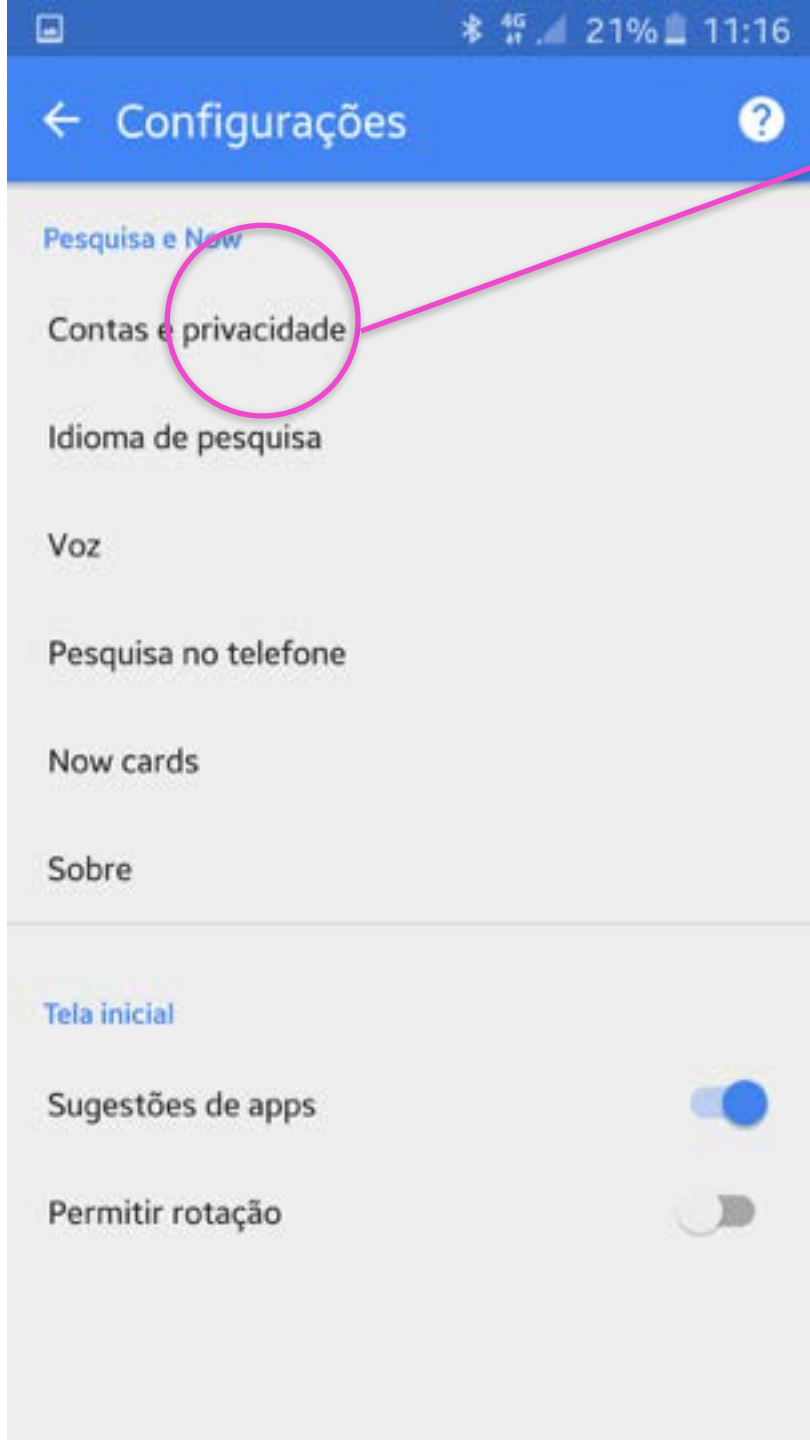 4G 21% 11:16
Configurações ?
Pesquisa e Now
Contas e privacidade
Idioma de pesquisa
Voz
Pesquisa no telefone
Now cards
Sobre
Tela inicial
Sugestões de apps
Permitir rotação